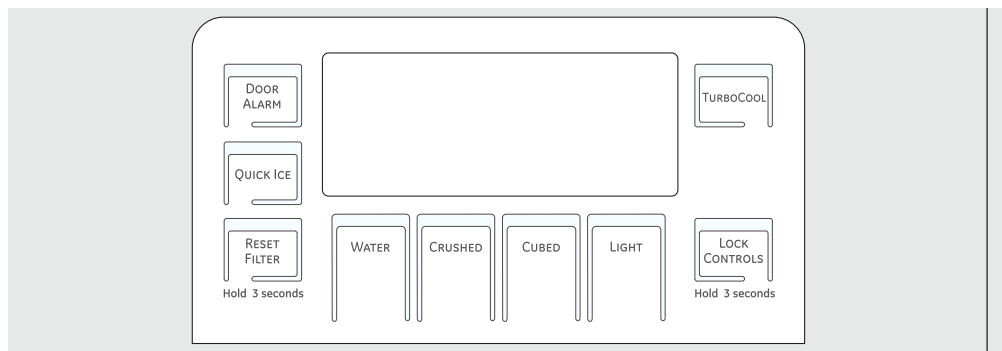 DOOR
ALARM
TURBOCOOL
QUICK ICE
RESET
FILTER
Hold 3 seconds
WATER
CRUSHED
CUBED
LIGHT
LOCK
CONTROLS
Hold 3 seconds